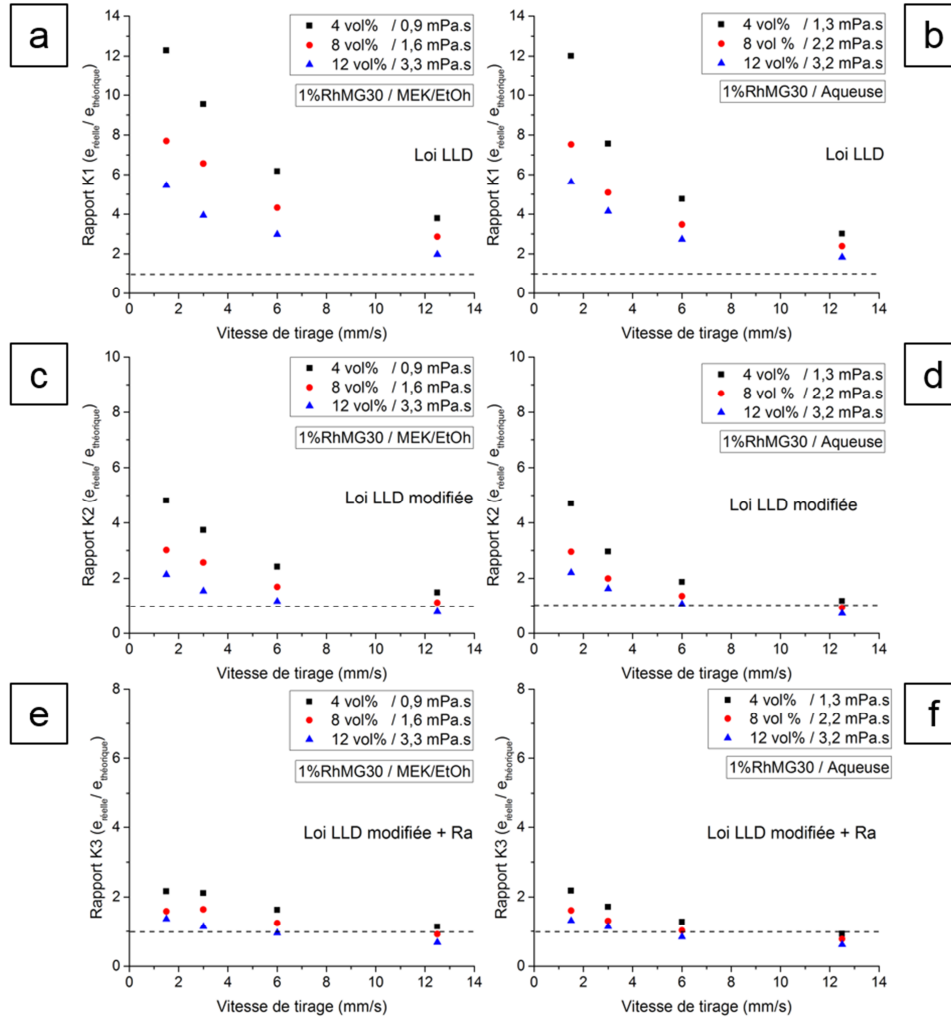 a
14
12
10
8
6
4
2
0
Rapport K1 (e réelle/ e théorique)
4 vol% / 0,9 mPa.s
8 vol% / 1,6 mPa.s
12 vol% / 3,3 mPa.s
1%RhMG30 / MEK/EtOh
Loi LLD
0 2 4 6 8 10 12 14
Vitesse de tirage (mm/s)
b
14
12
10
8
6
4
2
0
Rapport K1 (e réelle/ e théorique)
4 vol% / 1,3 mPa.s
8 vol % / 2,2 mPa.s
12 vol% / 3,2 mPa.s
1%RhMG30 / Aqueuse
Loi LLD
0 2 4 6 8 10 12 14
Vitesse de tirage (mm/s)
c
10
8
6
4
2
0
Rapport K2 (e réelle/ e théorique)
4 vol% / 0,9 mPa.s
8 vol% / 1,6 mPa.s
12 vol% / 3,3 mPa.s
1%RhMG30 / MEK/EtOh
Loi LLD modifiée
0 2 4 6 8 10 12 14
Vitesse de tirage (mm/s)
d
10
8
6
4
2
0
Rapport K2 (e réelle/ e théorique)
4 vol% / 1,3 mPa.s
8 vol % / 2,2 mPa.s
12 vol% / 3,2 mPa.s
1%RhMG30 / Aqueuse
Loi LLD modifiée
0 2 4 6 8 10 12 14
Vitesse de tirage (mm/s)
e
8
6
4
2
0
Rapport K3 (e réelle/ e théorique)
4 vol% / 0,9 mPa.s
8 vol% / 1,6 mPa.s
12 vol% / 3,3 mPa.s
1%RhMG30 / MEK/EtOh
Loi LLD modifiée + Ra
0 2 4 6 8 10 12 14
Vitesse de tirage (mm/s)
f
8
6
4
2
0
Rapport K3 (e réelle/ e théorique)
4 vol% / 1,3 mPa.s
8 vol % / 2,2 mPa.s
12 vol% / 3,2 mPa.s
1%RhMG30 / Aqueuse
Loi LLD modifiée + Ra
0 2 4 6 8 10 12 14
Vitesse de tirage (mm/s)